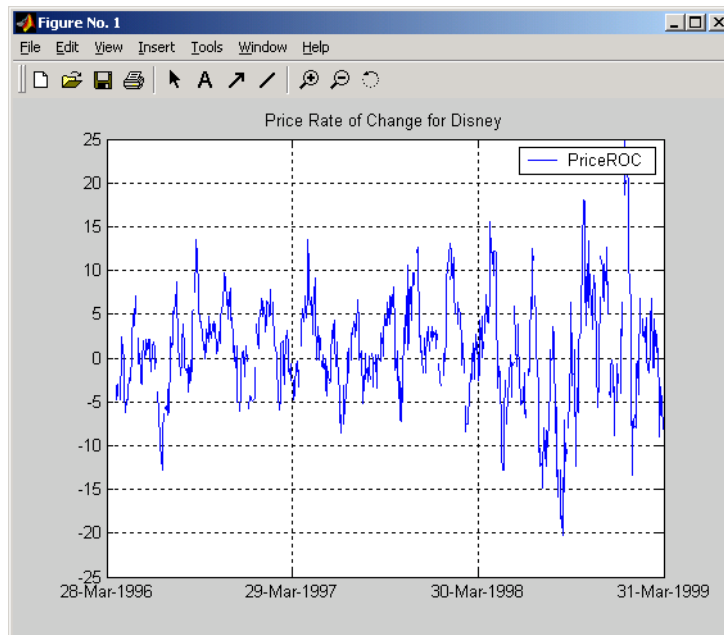 Figure No. 1
File Edit View Insert Tools Window Help
A
Price Rate of Change for Disney
PriceROC
25
20
15
10
5
0
-5
-10
-15
-20
-25
28-Mar-1996 29-Mar-1997 30-Mar-1998 31-Mar-1999